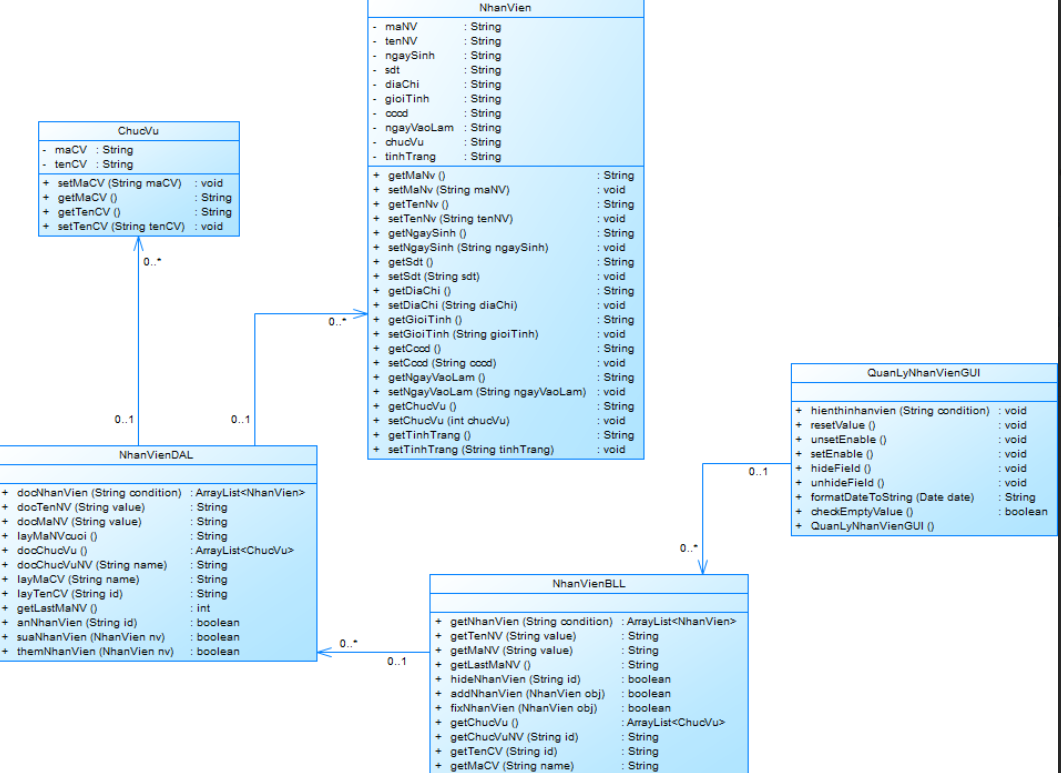 NhanVien
- maNV : String
- tenNV : String
- ngaySinh : String
- sdt : String
- diaChi : String
- gioiTinh : String
- cccd : String
- ngayVaoLam : String
- chucVu : String
- tinhTrang : String
+ getMaNv () : String
+ setMaNv (String maNV) : void
+ getTenNv () : String
+ setTenNv (String tenNV) : void
+ getNgaySinh () : String
+ setNgaySinh (String ngaySinh) : void
+ getSdt () : String
+ setSdt (String sdt) : void
+ getDiaChi () : String
+ setDiaChi (String diaChi) : void
+ getGioiTinh () : String
+ setGioiTinh (String gioiTinh) : void
+ getCccd () : String
+ setCccd (String cccd) : void
+ getNgayVaoLam () : String
+ setNgayVaoLam (String ngayVaoLam) : void
+ getChucVu () : String
+ setChucVu (int chucVu) : void
+ getTinhTrang () : String
+ setTinhTrang (String tinhTrang) : void
ChucVu
- maCV : String
- tenCV : String
+ setMaCV (String maCV) : void
+ getMaCV () : String
+ getTenCV () : String
+ setTenCV (String tenCV) : void
0..*
0..*
0..1
0..1
NhanVienDAL
+ docNhanVien (String condition) : ArrayList<NhanVien>
+ docTenNV (String value) : String
+ docMaNV (String value) : String
+ layMaNVcuoi () : String
+ docChucVu () : ArrayList<ChucVu>
+ docChucVuNV (String name) : String
+ layMaCV (String name) : String
+ layTenCV (String id) : String
+ getLastMaNV () : int
+ anNhanVien (String id) : boolean
+ suaNhanVien (NhanVien nv) : boolean
+ themNhanVien (NhanVien nv) : boolean
QuanLyNhanVienGUI
+ hienthinhanvien (String condition) : void
+ resetValue () : void
+ unsetEnable () : void
+ setEnable () : void
+ hideField () : void
+ unhideField () : void
+ formatDateToString (Date date) : String
+ checkEmptyValue () : boolean
+ QuanLyNhanVienGUI ()
0..1
0..*
0..*
0..1
NhanVienBLL
+ getNhanVien (String condition) : ArrayList<NhanVien>
+ getTenNV (String value) : String
+ getMaNV (String value) : String
+ getLastMaNV () : String
+ hideNhanVien (String id) : boolean
+ addNhanVien (NhanVien obj) : boolean
+ fixNhanVien (NhanVien obj) : boolean
+ getChucVu () : ArrayList<ChucVu>
+ getChucVuNV (String id) : String
+ getTenCV (String id) : String
+ getMaCV (String name) : String